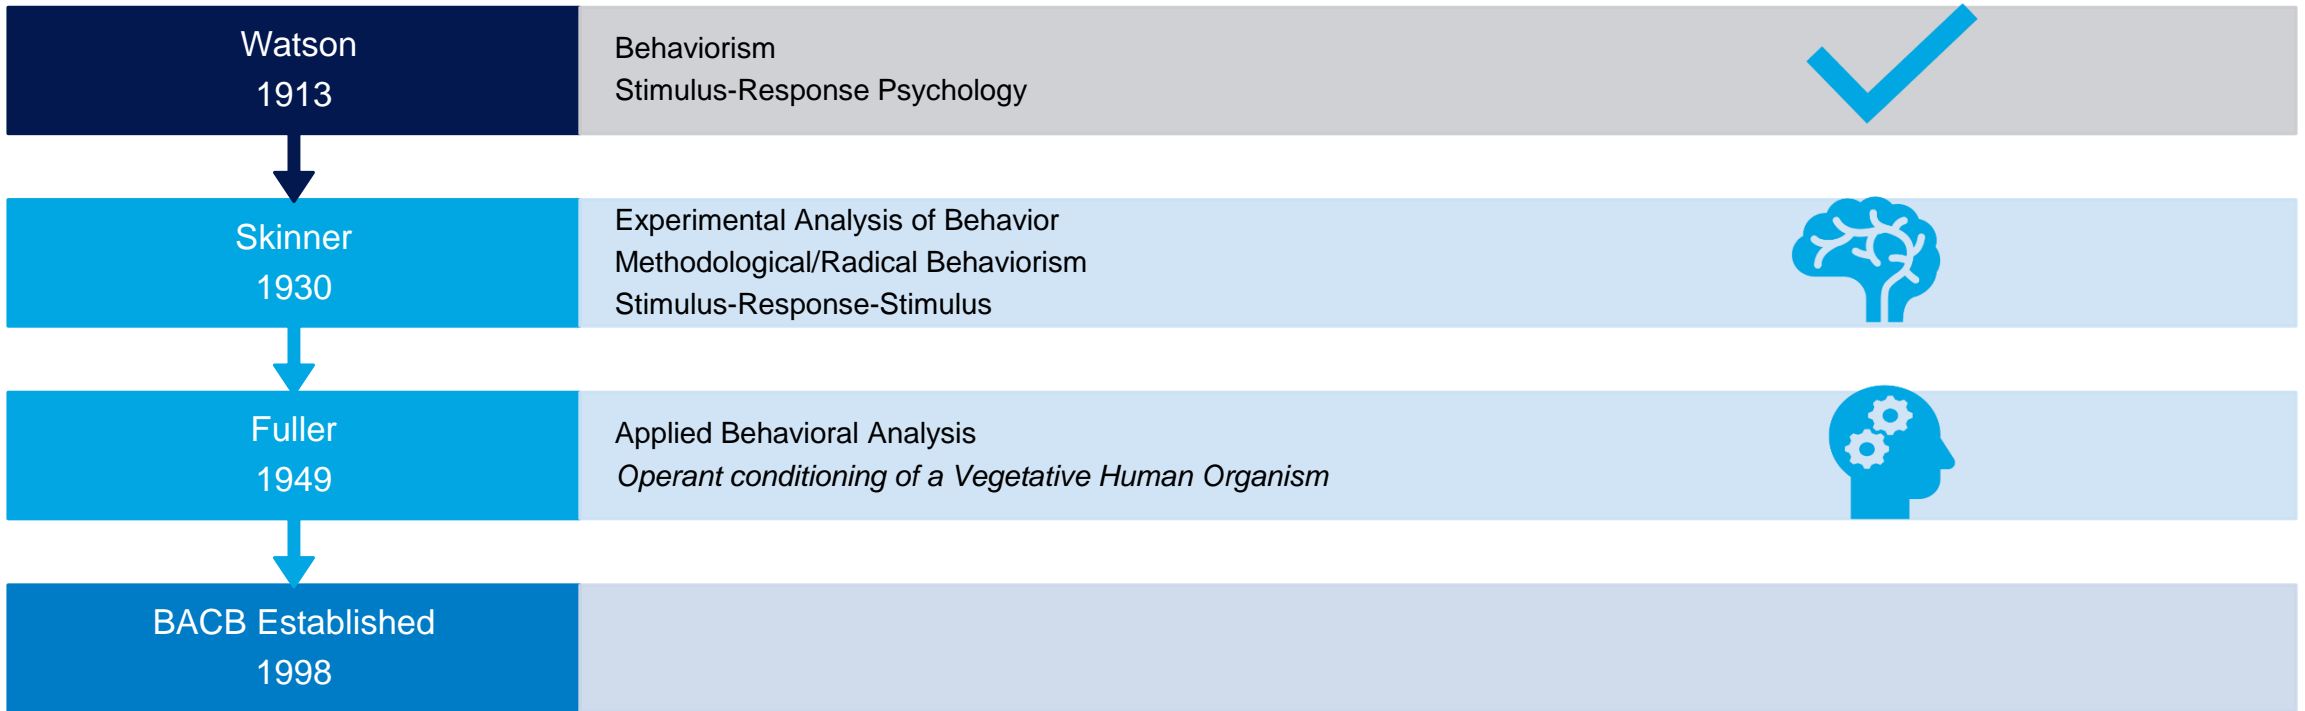 Watson
1913
Behaviorism
Stimulus-Response Psychology
Skinner
1930
Experimental Analysis of Behavior
Methodological/Radical Behaviorism
Stimulus-Response-Stimulus
Fuller
1949
Applied Behavioral Analysis
Operant conditioning of a Vegetative Human Organism
BACB Established
1998